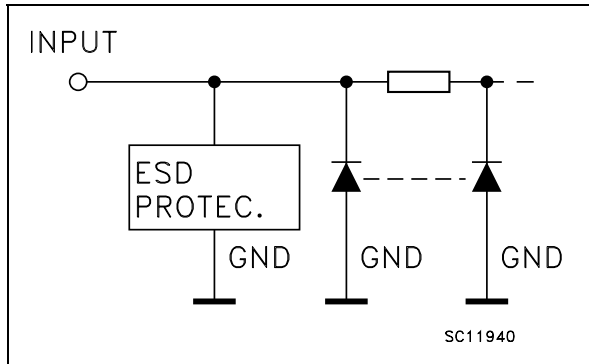 INPUT
ESD
PROTEC.
GND
GND
GND
SC11940